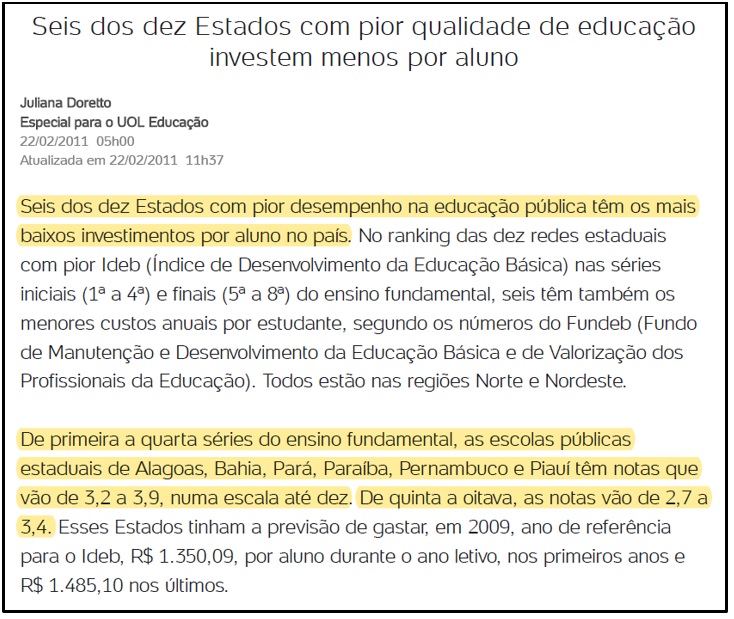 Seis dos dez Estados com pior qualidade de educação
investem menos por aluno
Juliana Doretto
Especial para o UOL Educação
22/02/2011 05h00
Atualizada em 22/02/2011 11h37
Seis dos dez Estados com pior desempenho na educação pública têm os mais
baixos investimentos por aluno no país. No ranking das dez redes estaduais
com pior Ideb (Índice de Desenvolvimento da Educação Básica) nas séries
iniciais (1ª a 4ª) e finais (5ª a 8ª) do ensino fundamental, seis têm também os
menores custos anuais por estudante, segundo os números do Fundeb (Fundo
de Manutenção e Desenvolvimento da Educação Básica e de Valorização dos
Profissionais da Educação). Todos estão nas regiões Norte e Nordeste.
De primeira a quarta séries do ensino fundamental, as escolas públicas
estaduais de Alagoas, Bahia, Pará, Paraíba, Pernambuco e Piauí têm notas que
vão de 3,2 a 3,9, numa escala até dez. De quinta a oitava, as notas vão de 2,7 a
3,4. Esses Estados tinham a previsão de gastar, em 2009, ano de referência
para o Ideb, R$ 1.350,09, por aluno durante o ano letivo, nos primeiros anos e
R$ 1.485,10 nos últimos.